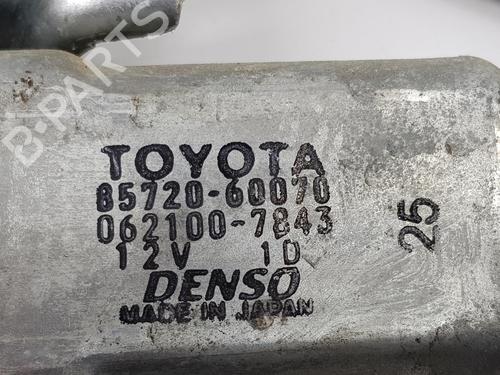 TOYOTA
85720-60070
062100-7843
12V 1D
DENSO
MADE IN JAPAN
25
B-PARTS